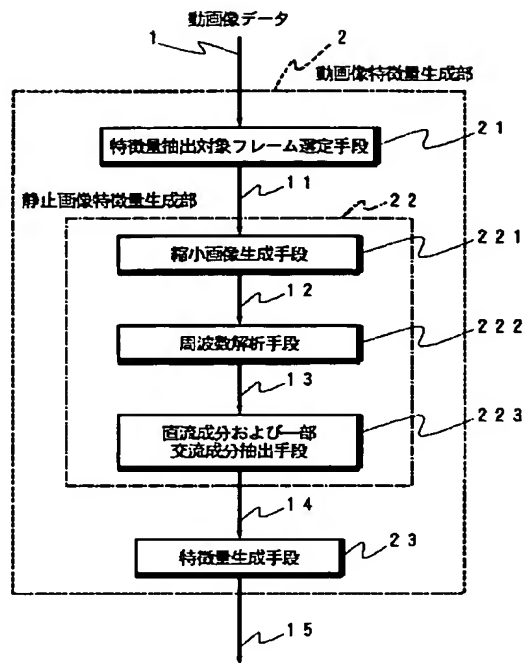 動画像データ
1
2
動画像特徴量生成部
特徴量抽出対象フレーム選定手段
21
11
静止画像特徴量生成部
22
縮小画像生成手段
221
12
周波数解析手段
222
13
直流成分および一部
交流成分抽出手段
223
14
特徴量生成手段
23
15